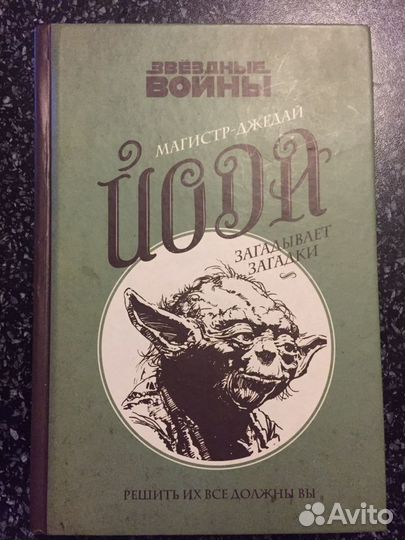 ЗВЁЗДНЫЕ
ВОЙНЫ
МАГИСТР-ДЖЕДАЙ
ЙОДА
ЗАГАДЫВАЕТ
ЗАГАДКИ
РЕШИТЬ ИХ ВСЕ ДОЛЖНЫ ВЫ
Avito